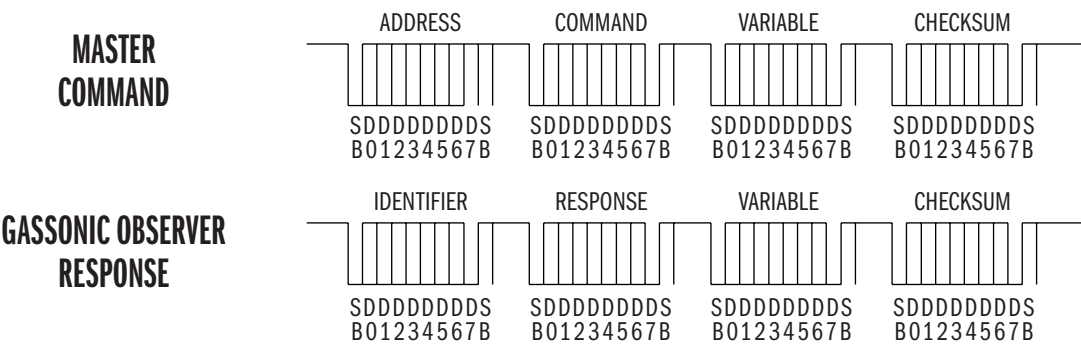 MASTER
COMMAND
ADDRESS COMMAND VARIABLE CHECKSUM
SDDDDDDDDS SDDDDDDDDS SDDDDDDDDS SDDDDDDDDS
B01234567B B01234567B B01234567B B01234567B
GASSONIC OBSERVER
RESPONSE
IDENTIFIER RESPONSE VARIABLE CHECKSUM
SDDDDDDDDS SDDDDDDDDS SDDDDDDDDS SDDDDDDDDS
B01234567B B01234567B B01234567B B01234567B